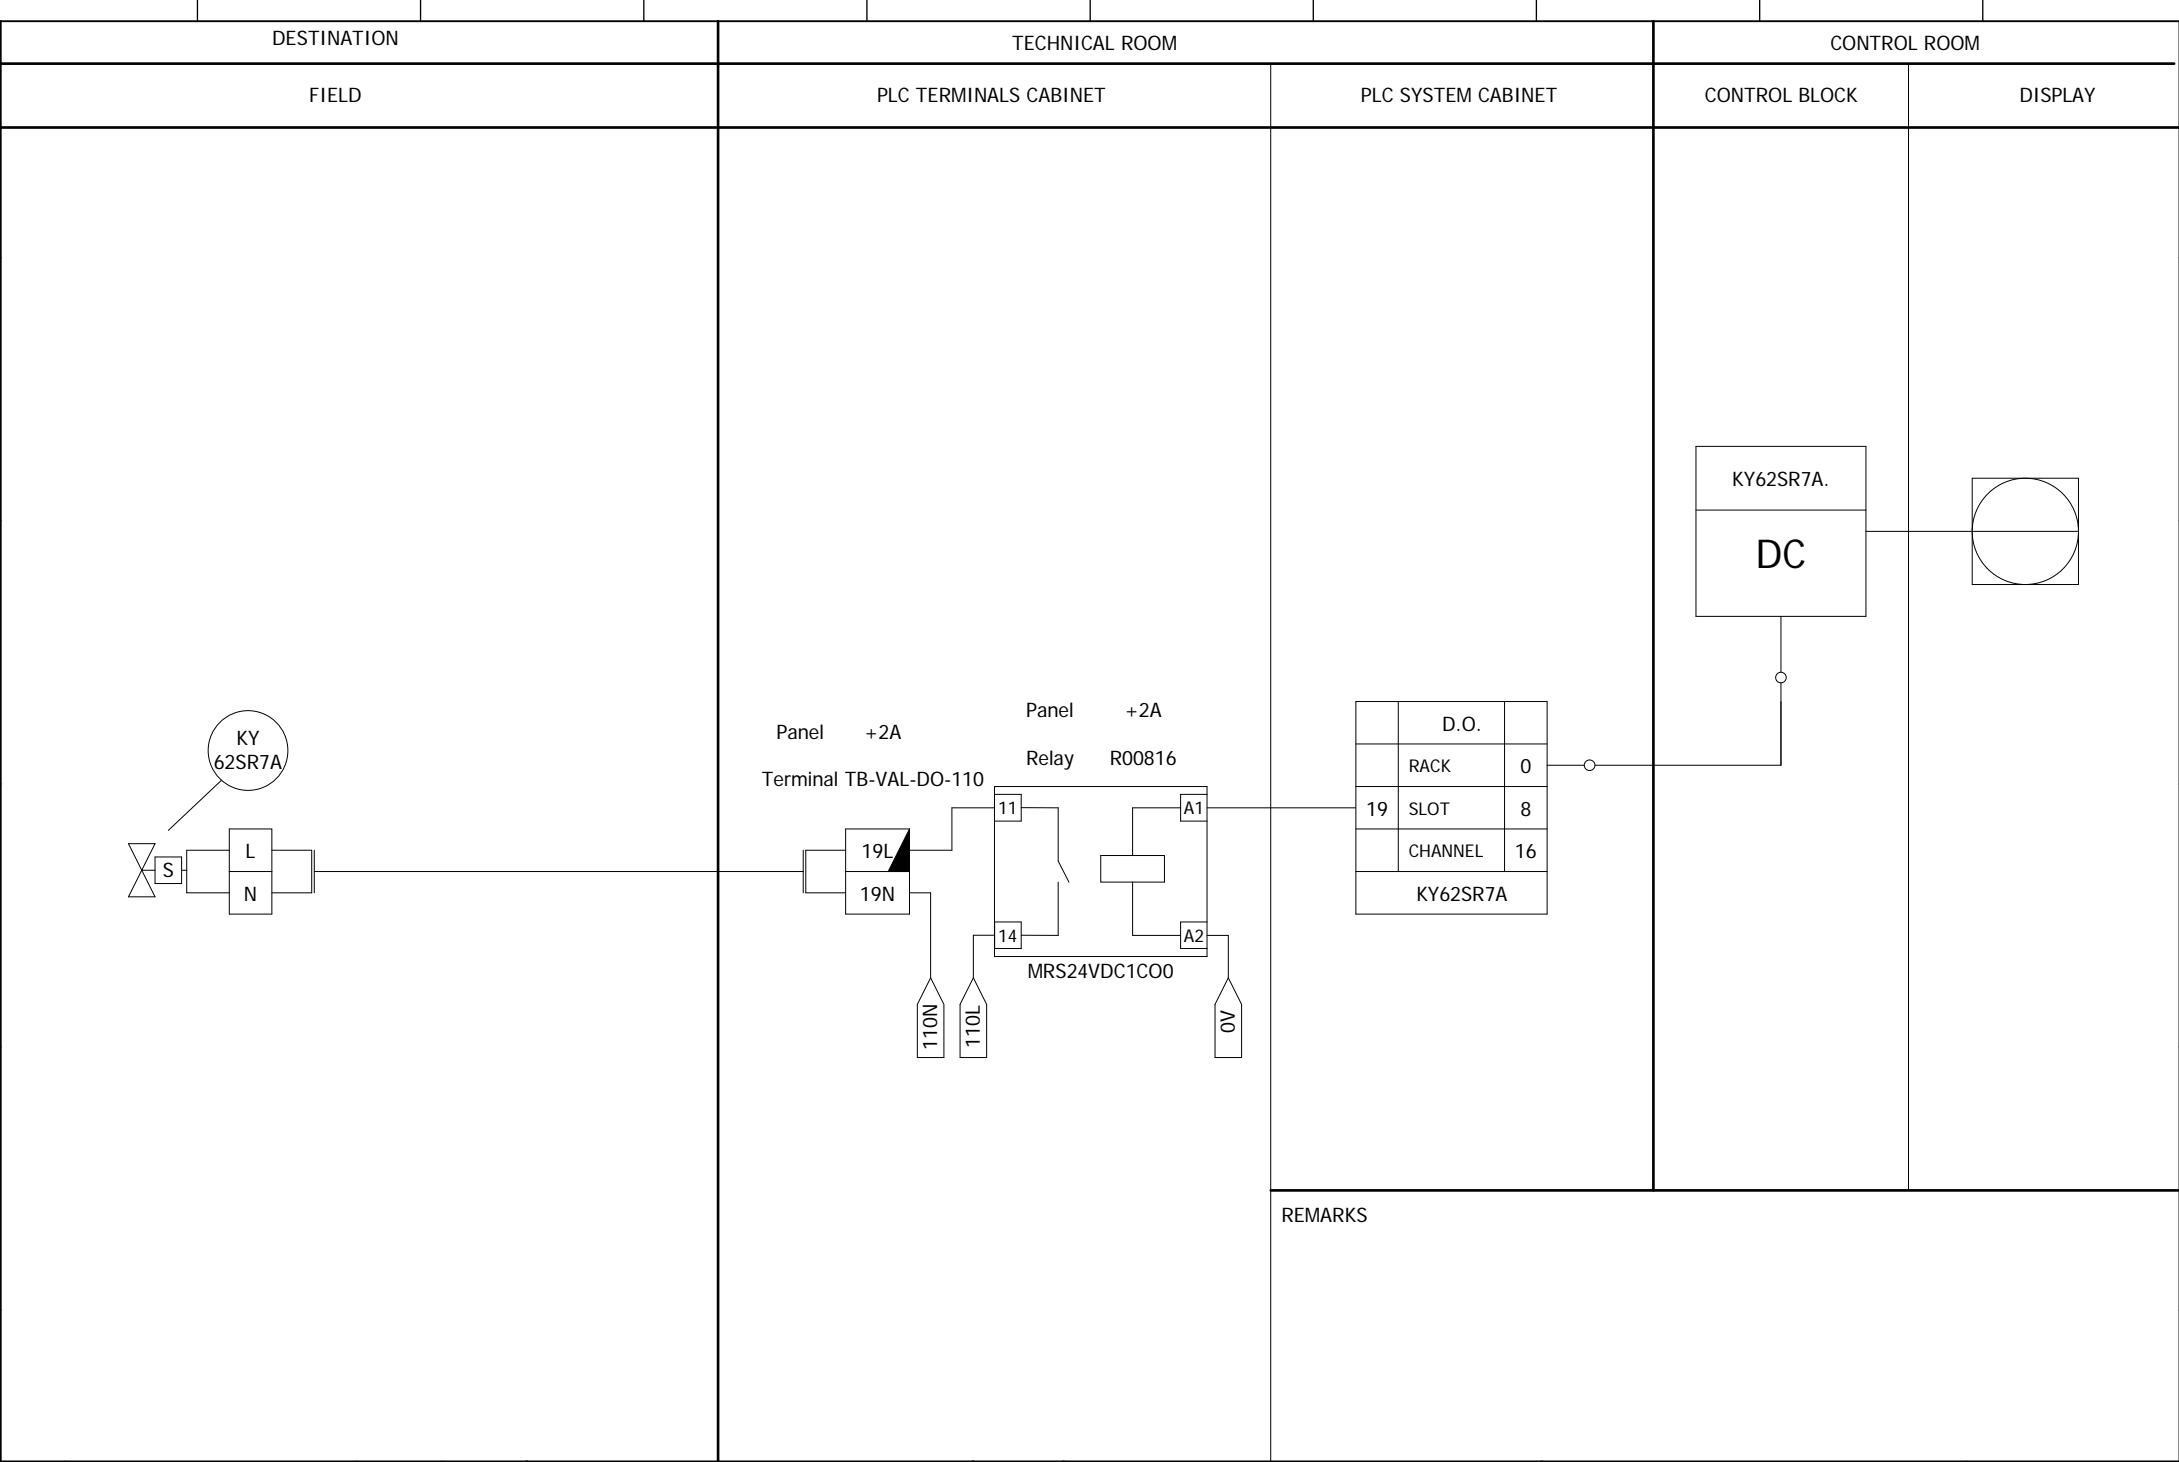 DESTINATION
TECHNICAL ROOM
CONTROL ROOM
FIELD
PLC TERMINALS CABINET
PLC SYSTEM CABINET
CONTROL BLOCK
DISPLAY
KY62SR7A.
DC
KY
62SR7A
S
L
N
Panel +2A
Terminal TB-VAL-DO-110
19L
19N
Panel +2A
Relay R00816
11
A1
14
A2
MRS24VDC1CO0
110N
110L
0V
D.O.
RACK 0
19 SLOT 8
CHANNEL 16
KY62SR7A
REMARKS